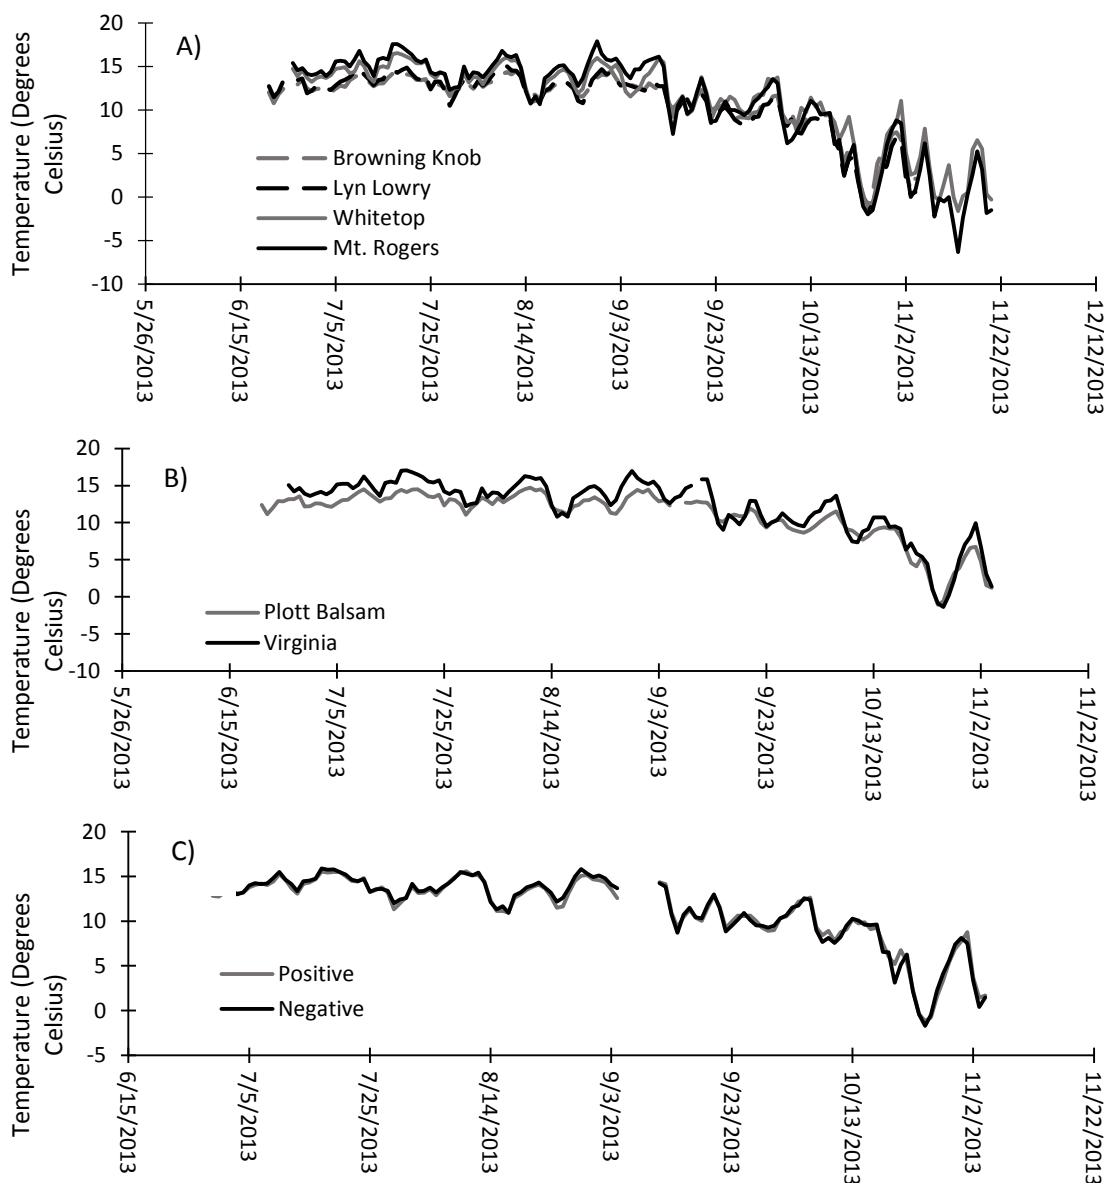 A)
Temperature (Degrees
Celsius)
20
15
10
5
0
-5
-10
Browning Knob
Lyn Lowry
Whitetop
Mt. Rogers
5/26/2013
6/15/2013
7/5/2013
7/25/2013
8/14/2013
9/3/2013
9/23/2013
10/13/2013
11/2/2013
11/22/2013
12/12/2013
B)
Temperature (Degrees
Celsius)
20
15
10
5
0
-5
-10
Plott Balsam
Virginia
5/26/2013
6/15/2013
7/5/2013
7/25/2013
8/14/2013
9/3/2013
9/23/2013
10/13/2013
11/2/2013
11/22/2013
C)
Temperature (Degrees
Celsius)
20
15
10
5
0
-5
Positive
Negative
6/15/2013
7/5/2013
7/25/2013
8/14/2013
9/3/2013
9/23/2013
10/13/2013
11/2/2013
11/22/2013